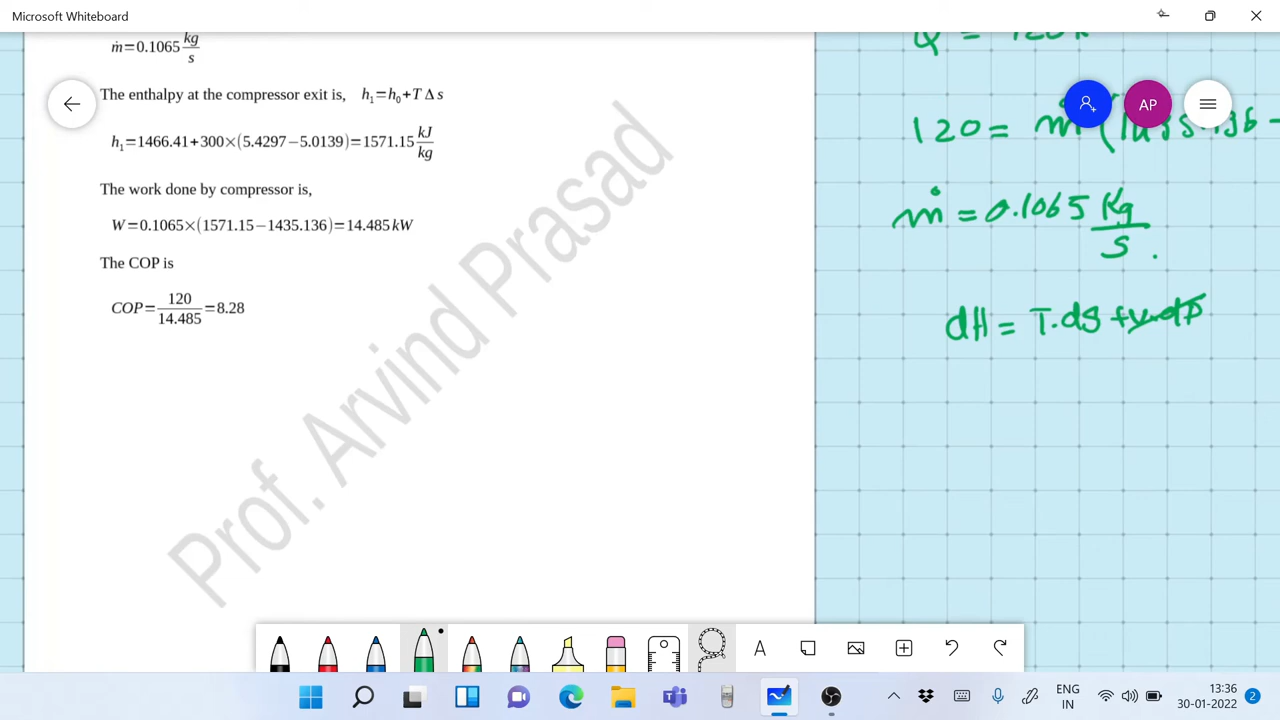 Microsoft Whiteboard
ṁ=0.1065 kg/s
The enthalpy at the compressor exit is, h₁=h₀+T Δ s
h₁=1466.41+300×(5.4297−5.0139)=1571.15 kJ/kg
The work done by compressor is,
W=0.1065×(1571.15−1435.136)=14.485 kW
The COP is
COP=120/14.485=8.28
Prof. Arvind Prasad
AP
120 = ṁ (
ṁ = 0.1065 Kg/S.
dH = T.dS + v.dP
A
ENG
IN
13:36
30-01-2022
2